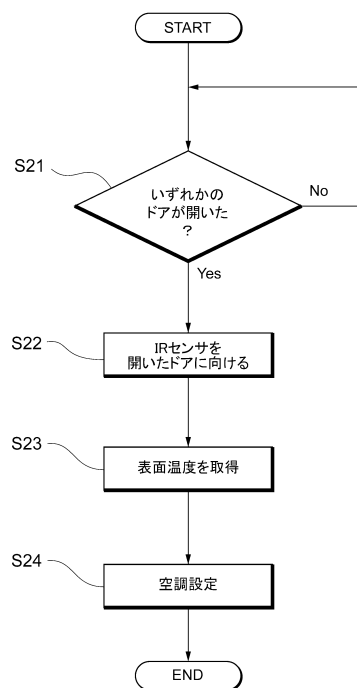 START
S21
いずれかの
ドアが開いた
?
No
Yes
S22
IRセンサを
開いたドアに向ける
S23
表面温度を取得
S24
空調設定
END